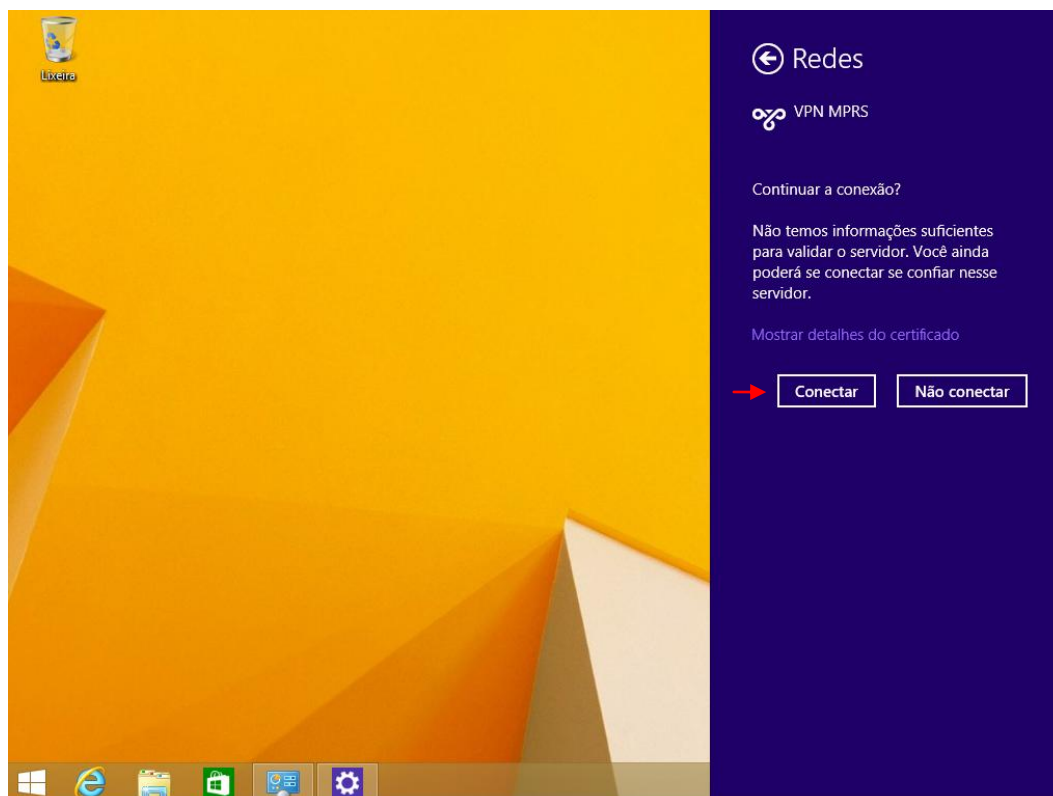 Lixeira
Redes
VPN MPRS
Continuar a conexão?
Não temos informações suficientes
para validar o servidor. Você ainda
poderá se conectar se confiar nesse
servidor.
Mostrar detalhes do certificado
Conectar
Não conectar